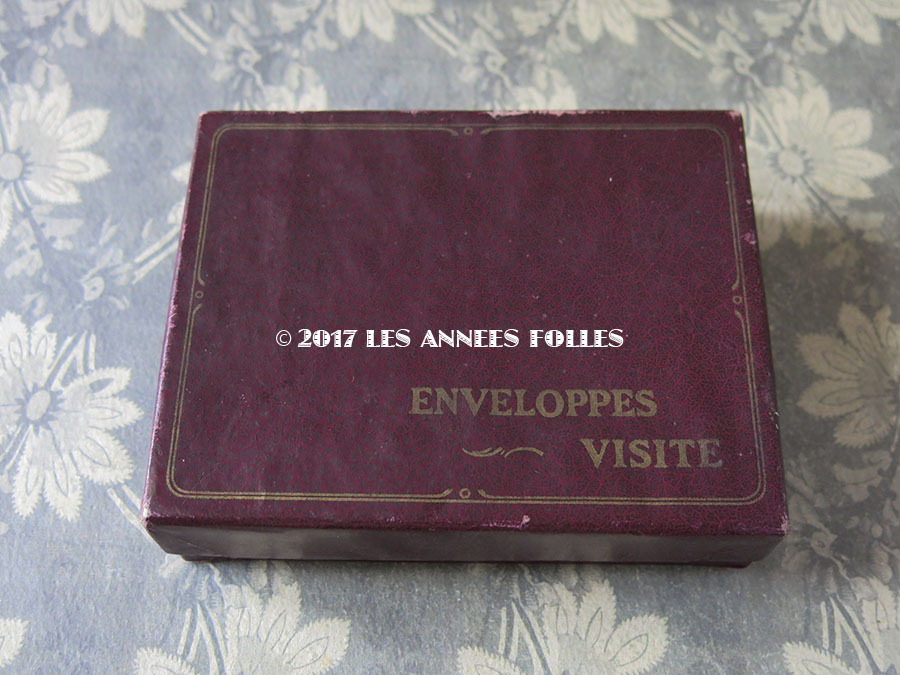 © 2017 LES ANNEES FOLLES
ENVELOPPES
VISITE